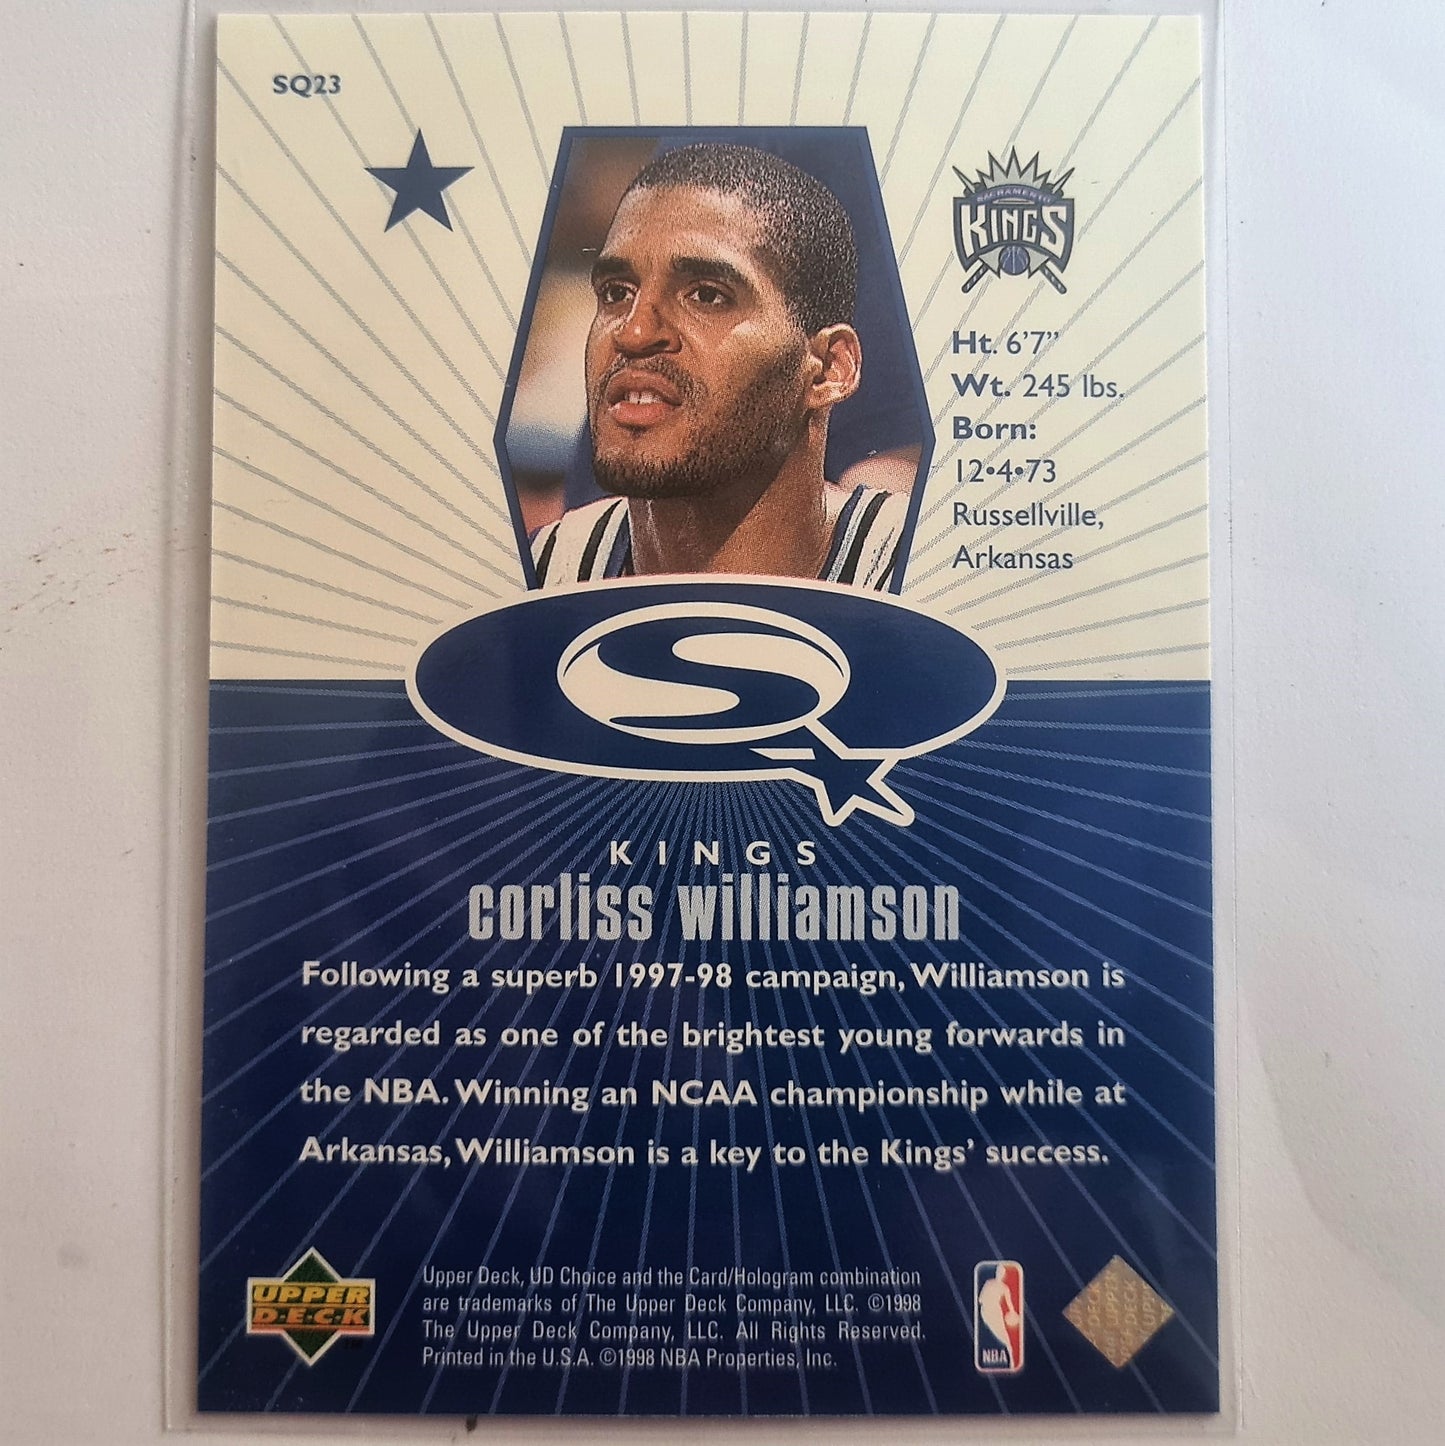 SQ23
SACRAMENTO
KINGS
Ht. 6'7"
Wt. 245 lbs.
Born:
12•4•73
Russellville,
Arkansas
SQ
KINGS
corliss williamson
Following a superb 1997-98 campaign, Williamson is
regarded as one of the brightest young forwards in
the NBA. Winning an NCAA championship while at
Arkansas, Williamson is a key to the Kings' success.
UPPER
DECK
Upper Deck, UD Choice and the Card/Hologram combination
are trademarks of The Upper Deck Company, LLC. ©1998
The Upper Deck Company, LLC. All Rights Reserved.
Printed in the U.S.A. ©1998 NBA Properties, Inc.
NBA
UPPER
DECK